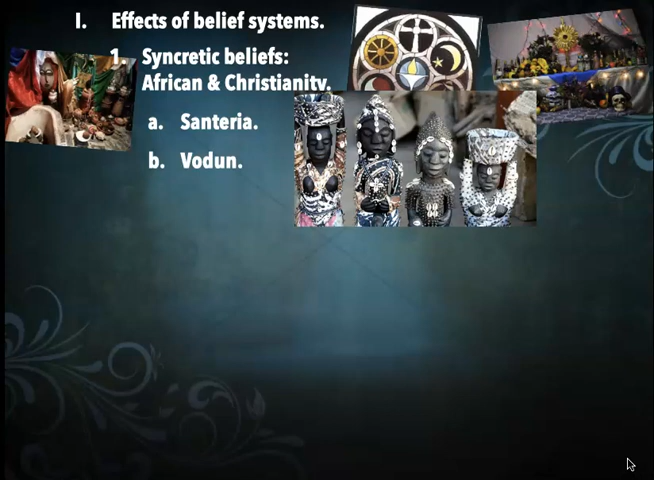 I. Effects of belief systems.
1. Syncretic beliefs:
African & Christianity.
a. Santeria.
b. Vodun.